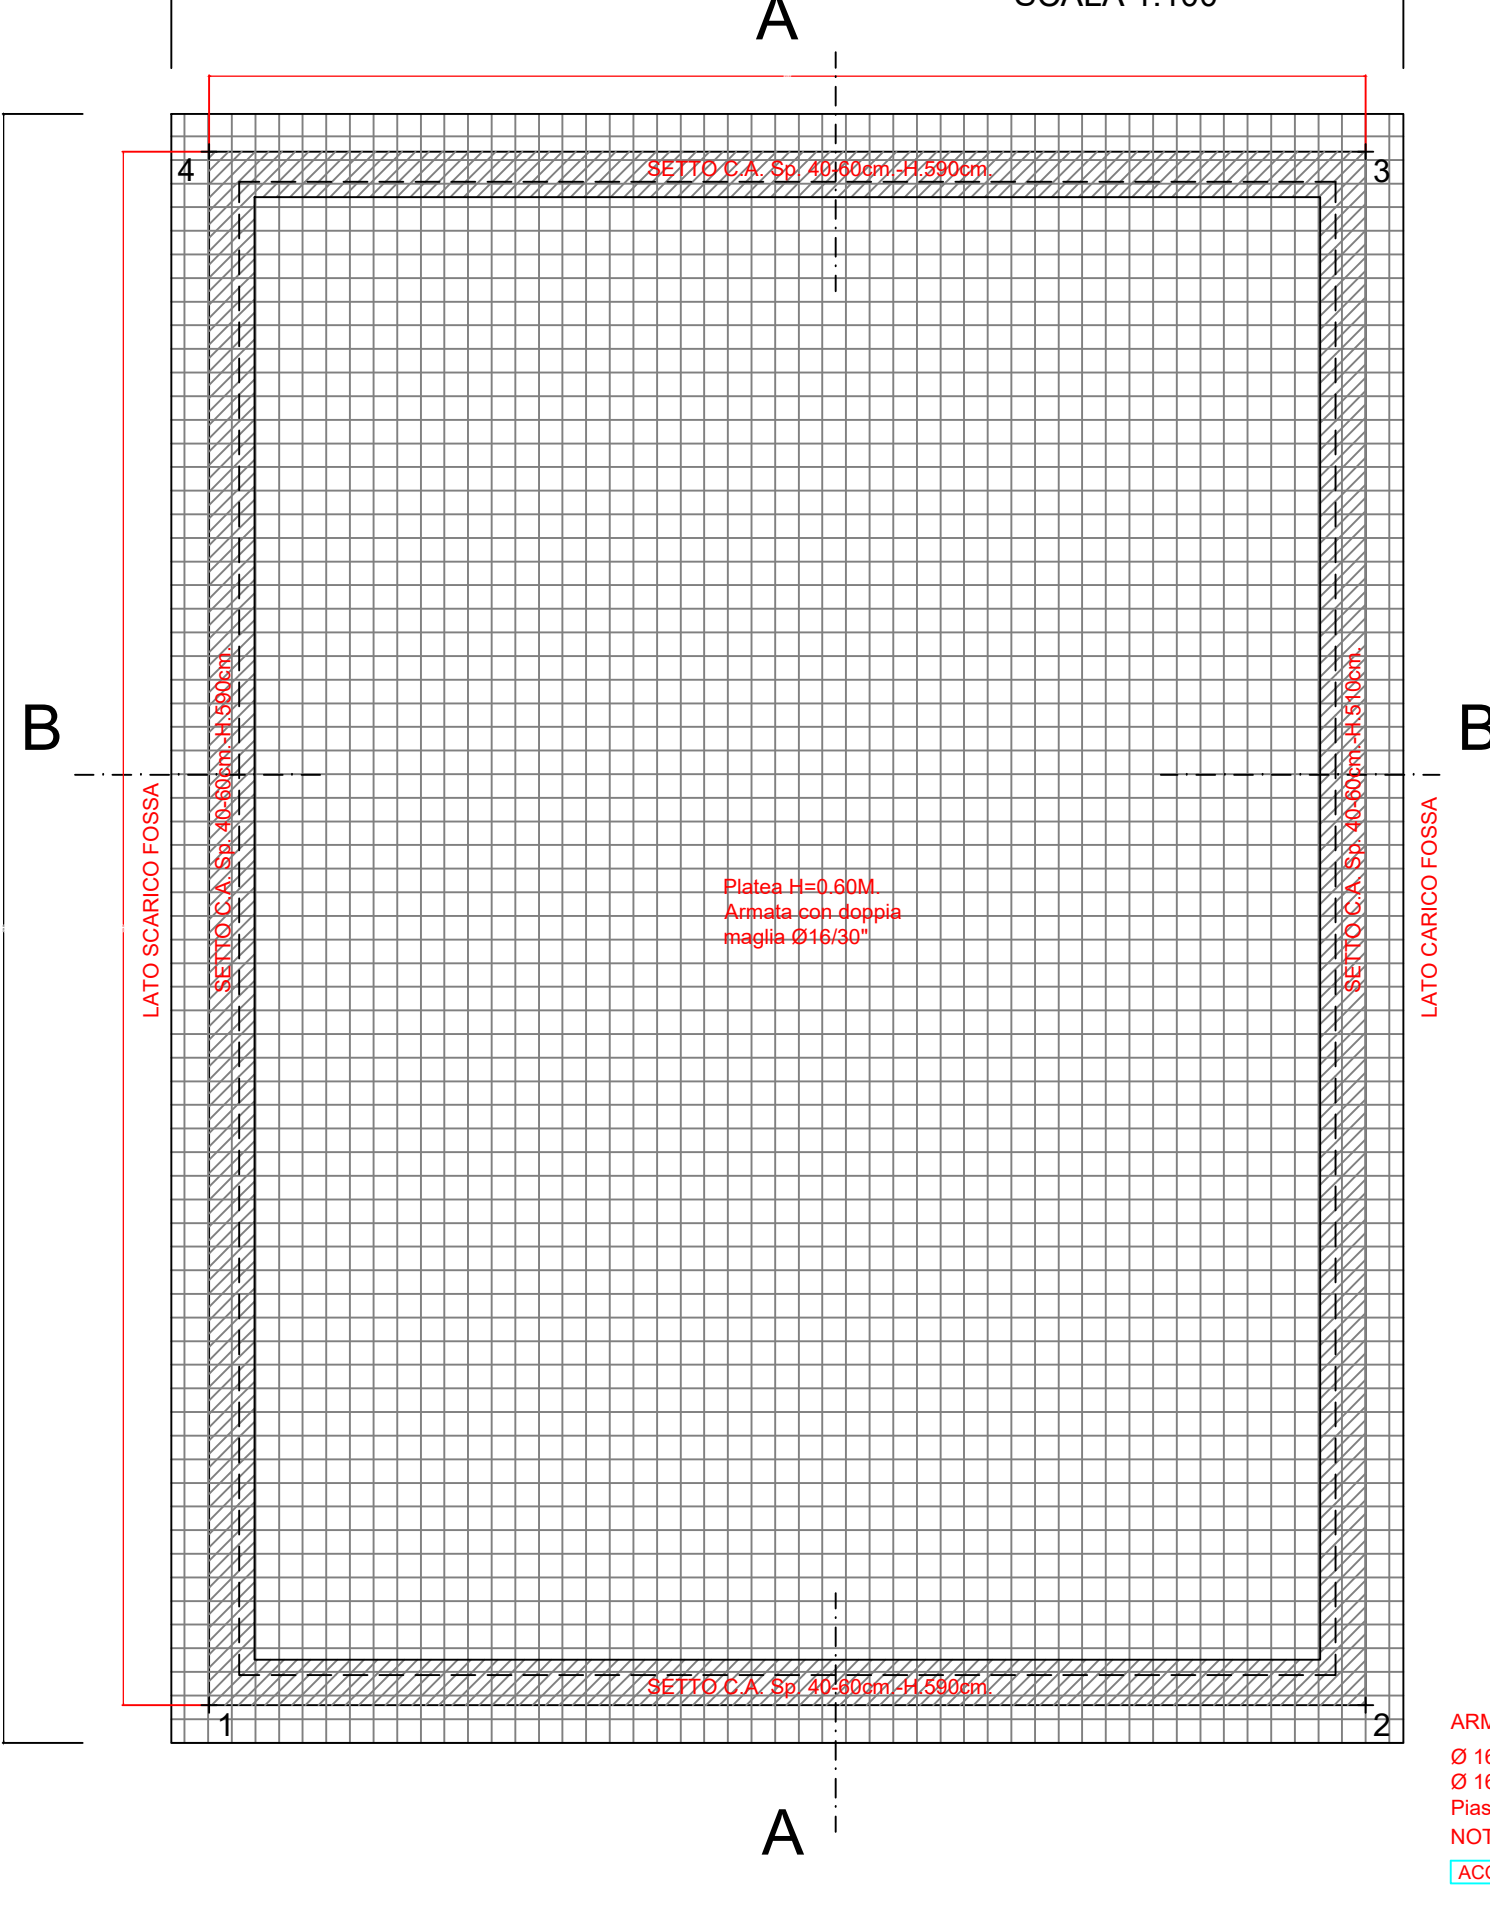 SCALA 1:100
A
4
SETTO C.A. Sp. 40-60cm.-H.590cm.
3
B
SETTO C.A. Sp. 40-60cm.-H.590cm.
LATO SCARICO FOSSA
Platea H=0.60M.
Armata con doppia
maglia Ø16/30"
SETTO C.A. Sp. 40-60cm.-H.510cm.
LATO CARICO FOSSA
B
SETTO C.A. Sp. 40-60cm.-H.590cm.
1
2
A
Ø 16
Ø 16